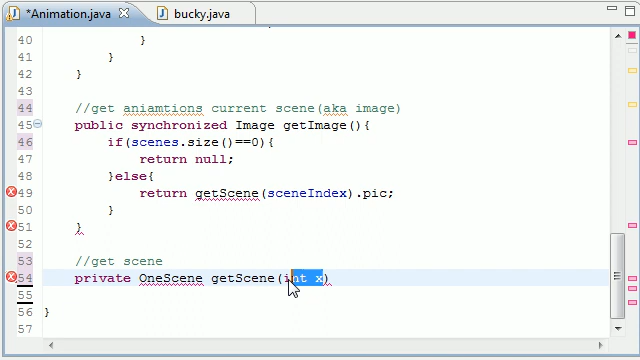 *Animation.java
bucky.java
40 }
41 }
42 }
43
44 //get aniamtions current scene(aka image)
45 public synchronized Image getImage(){
46 if(scenes.size()==0){
47 return null;
48 }else{
49 return getScene(sceneIndex).pic;
50 }
51 }
52
53 //get scene
54 private OneScene getScene(int x)
55
56 }
57